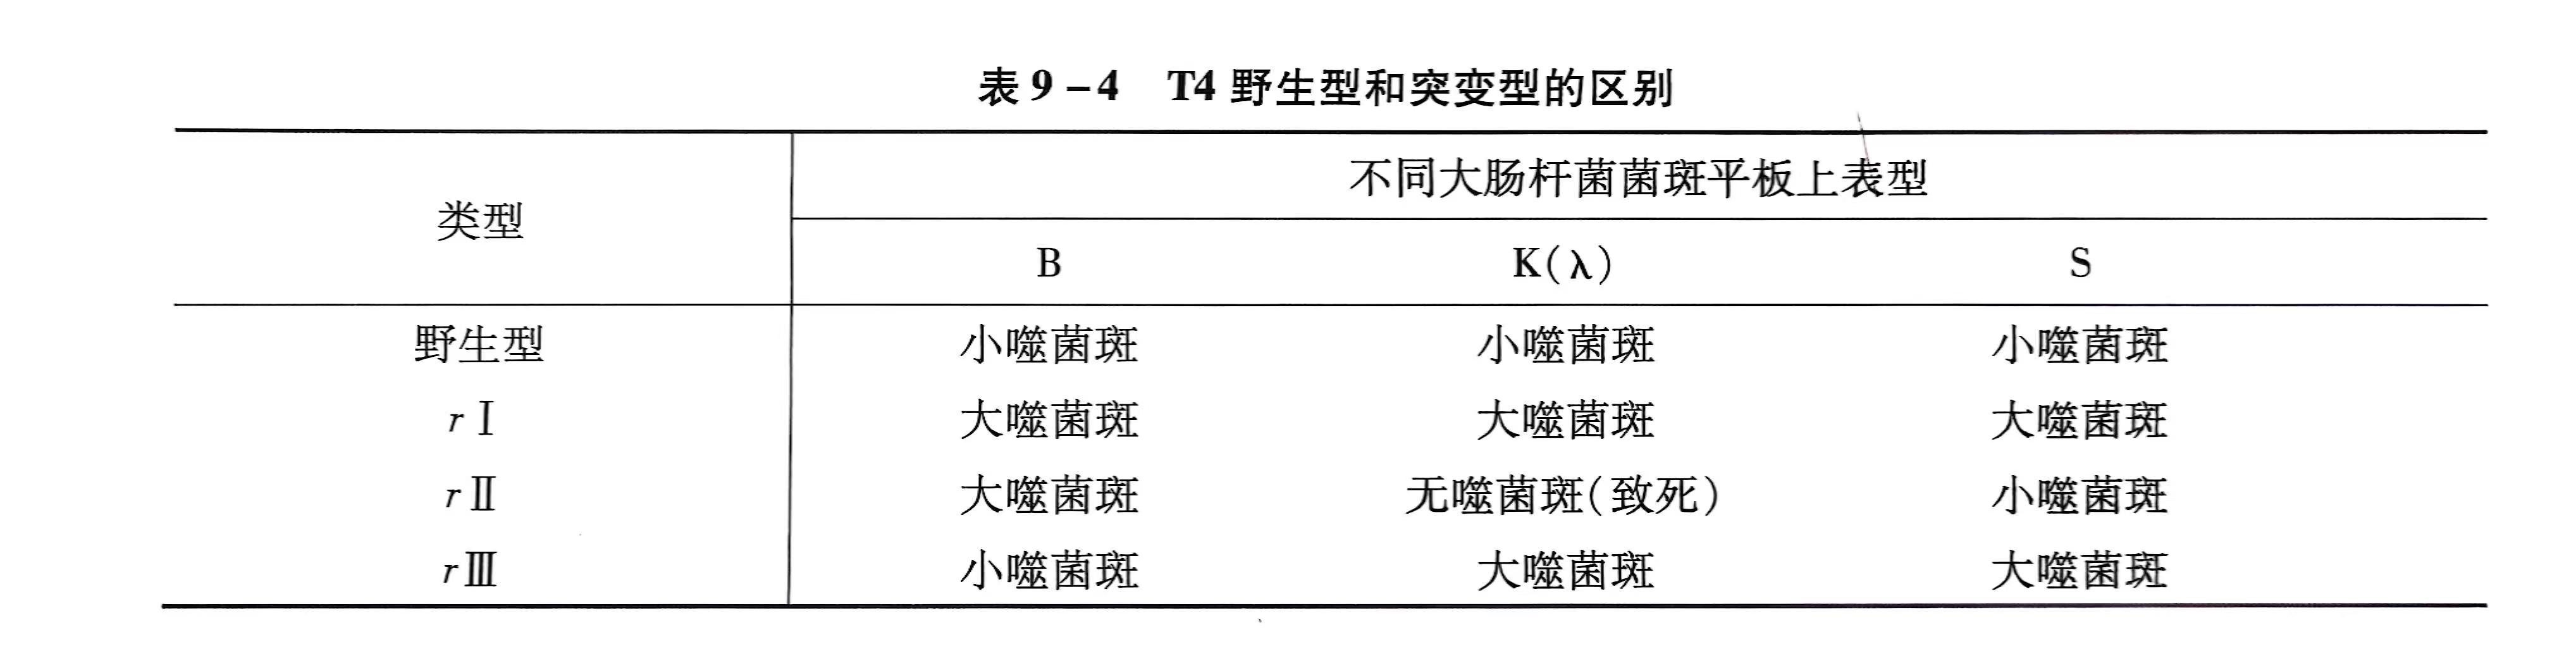 表 9-4 T4 野生型和突变型的区别
类型
不同大肠杆菌菌斑平板上表型
B K(λ) S
野生型 小噬菌斑 小噬菌斑 小噬菌斑
rⅠ 大噬菌斑 大噬菌斑 大噬菌斑
rⅡ 大噬菌斑 无噬菌斑(致死) 小噬菌斑
rⅢ 小噬菌斑 大噬菌斑 大噬菌斑